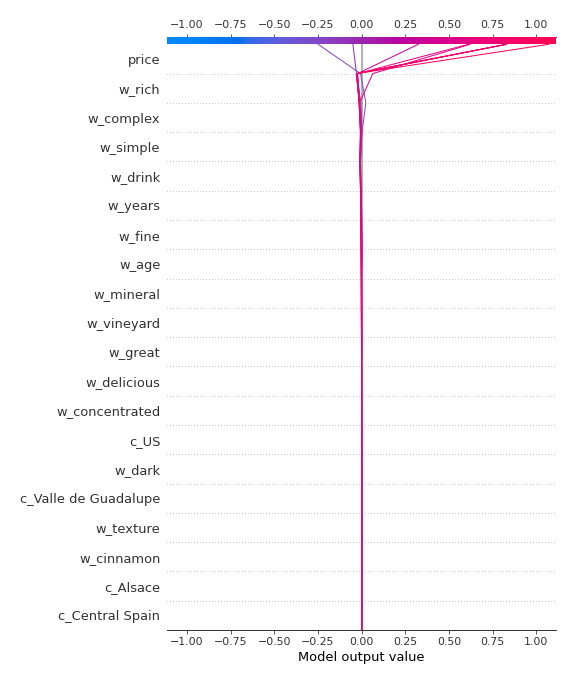 −1.00 −0.75 −0.50 −0.25 0.00 0.25 0.50 0.75 1.00
price
w_rich
w_complex
w_simple
w_drink
w_years
w_fine
w_age
w_mineral
w_vineyard
w_great
w_delicious
w_concentrated
c_US
w_dark
c_Valle de Guadalupe
w_texture
w_cinnamon
c_Alsace
c_Central Spain
−1.00 −0.75 −0.50 −0.25 0.00 0.25 0.50 0.75 1.00
Model output value